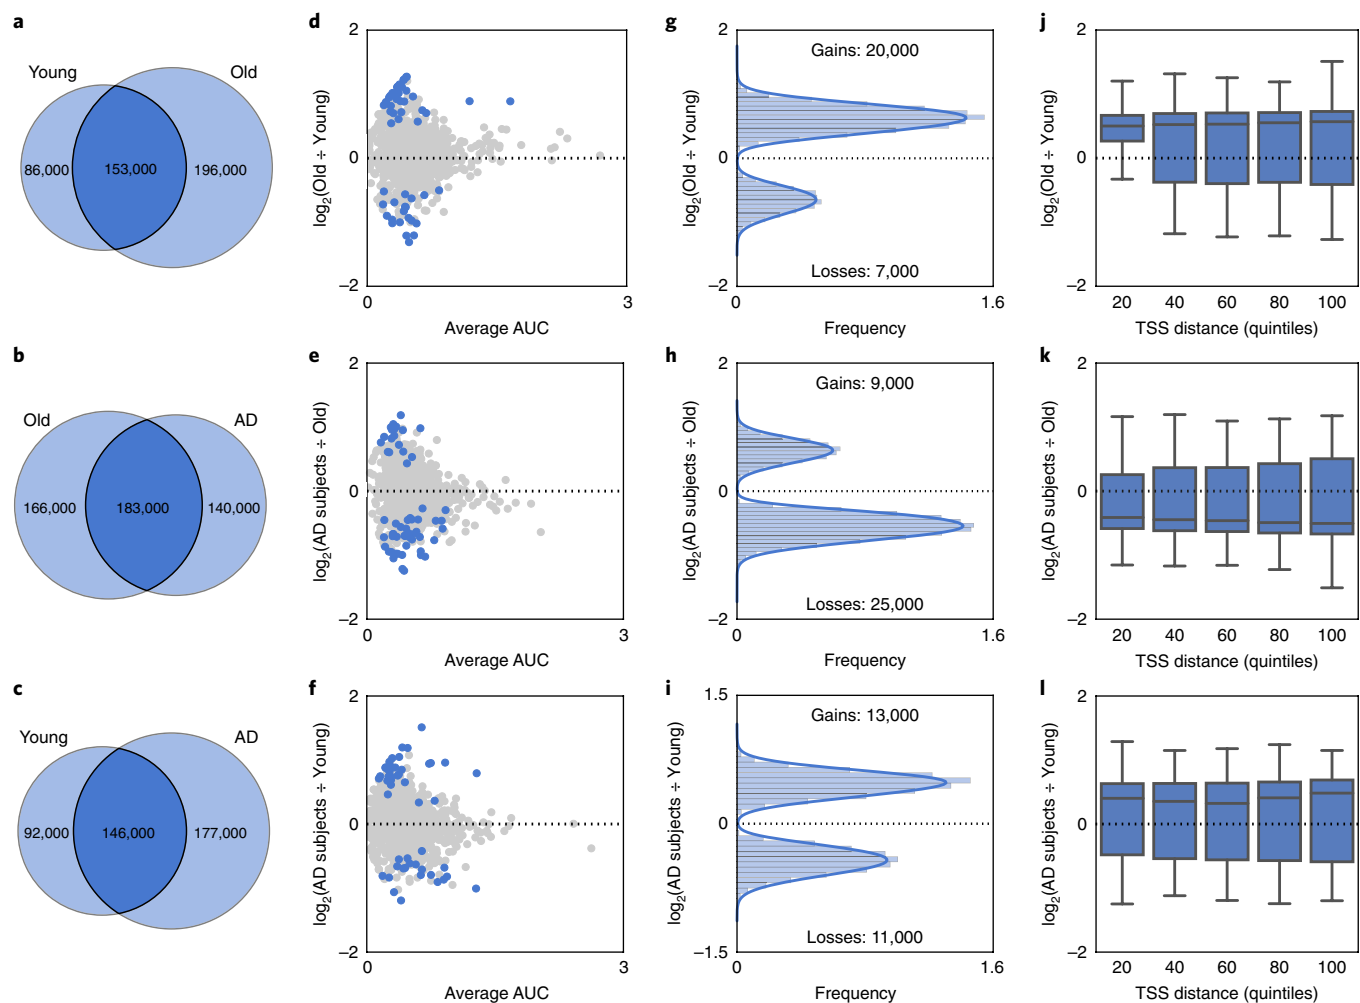 a
Young
Old
86,000
153,000
196,000
d
2
0
−2
log2(Old ÷ Young)
0
3
Average AUC
g
2
0
−2
log2(Old ÷ Young)
Gains: 20,000
Losses: 7,000
0
1.6
Frequency
j
2
0
−2
log2(Old ÷ Young)
20 40 60 80 100
TSS distance (quintiles)
b
Old
AD
166,000
183,000
140,000
e
2
0
−2
log2(AD subjects ÷ Old)
0
3
Average AUC
h
2
0
−2
log2(AD subjects ÷ Old)
Gains: 9,000
Losses: 25,000
0
1.6
Frequency
k
2
0
−2
log2(AD subjects ÷ Old)
20 40 60 80 100
TSS distance (quintiles)
c
Young
AD
92,000
146,000
177,000
f
2
0
−2
log2(AD subjects ÷ Young)
0
3
Average AUC
i
1.5
0
−1.5
log2(AD subjects ÷ Young)
Gains: 13,000
Losses: 11,000
0
1.6
Frequency
l
2
0
−2
log2(AD subjects ÷ Young)
20 40 60 80 100
TSS distance (quintiles)